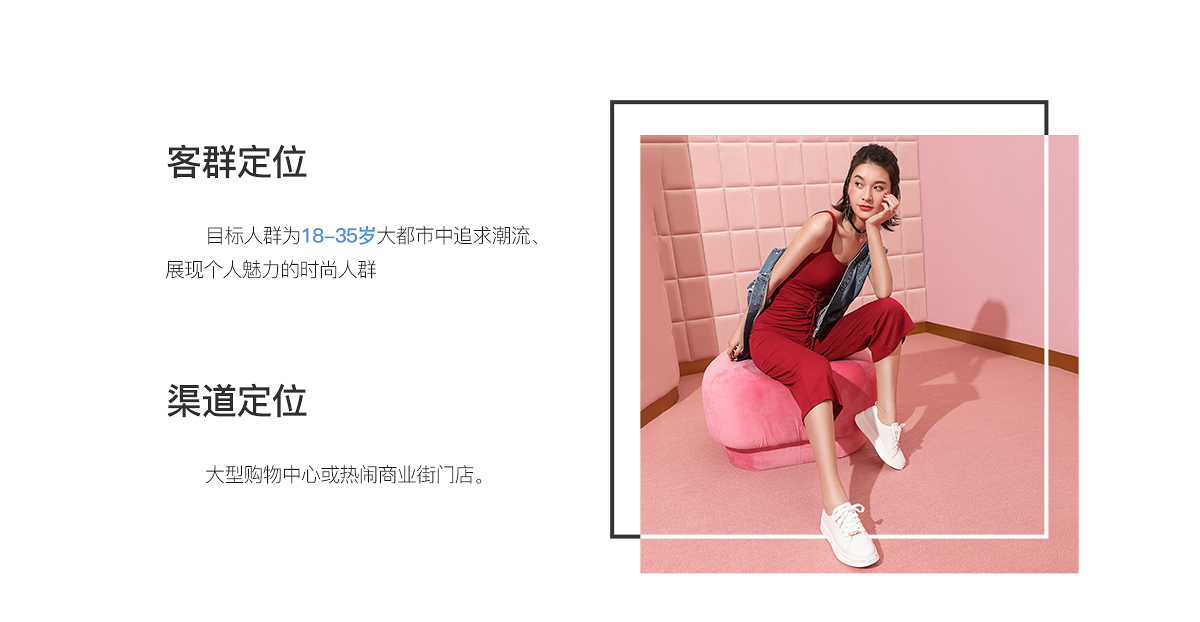 客群定位
目标人群为18-35岁大都市中追求潮流、
展现个人魅力的时尚人群
渠道定位
大型购物中心或热闹商业街门店。